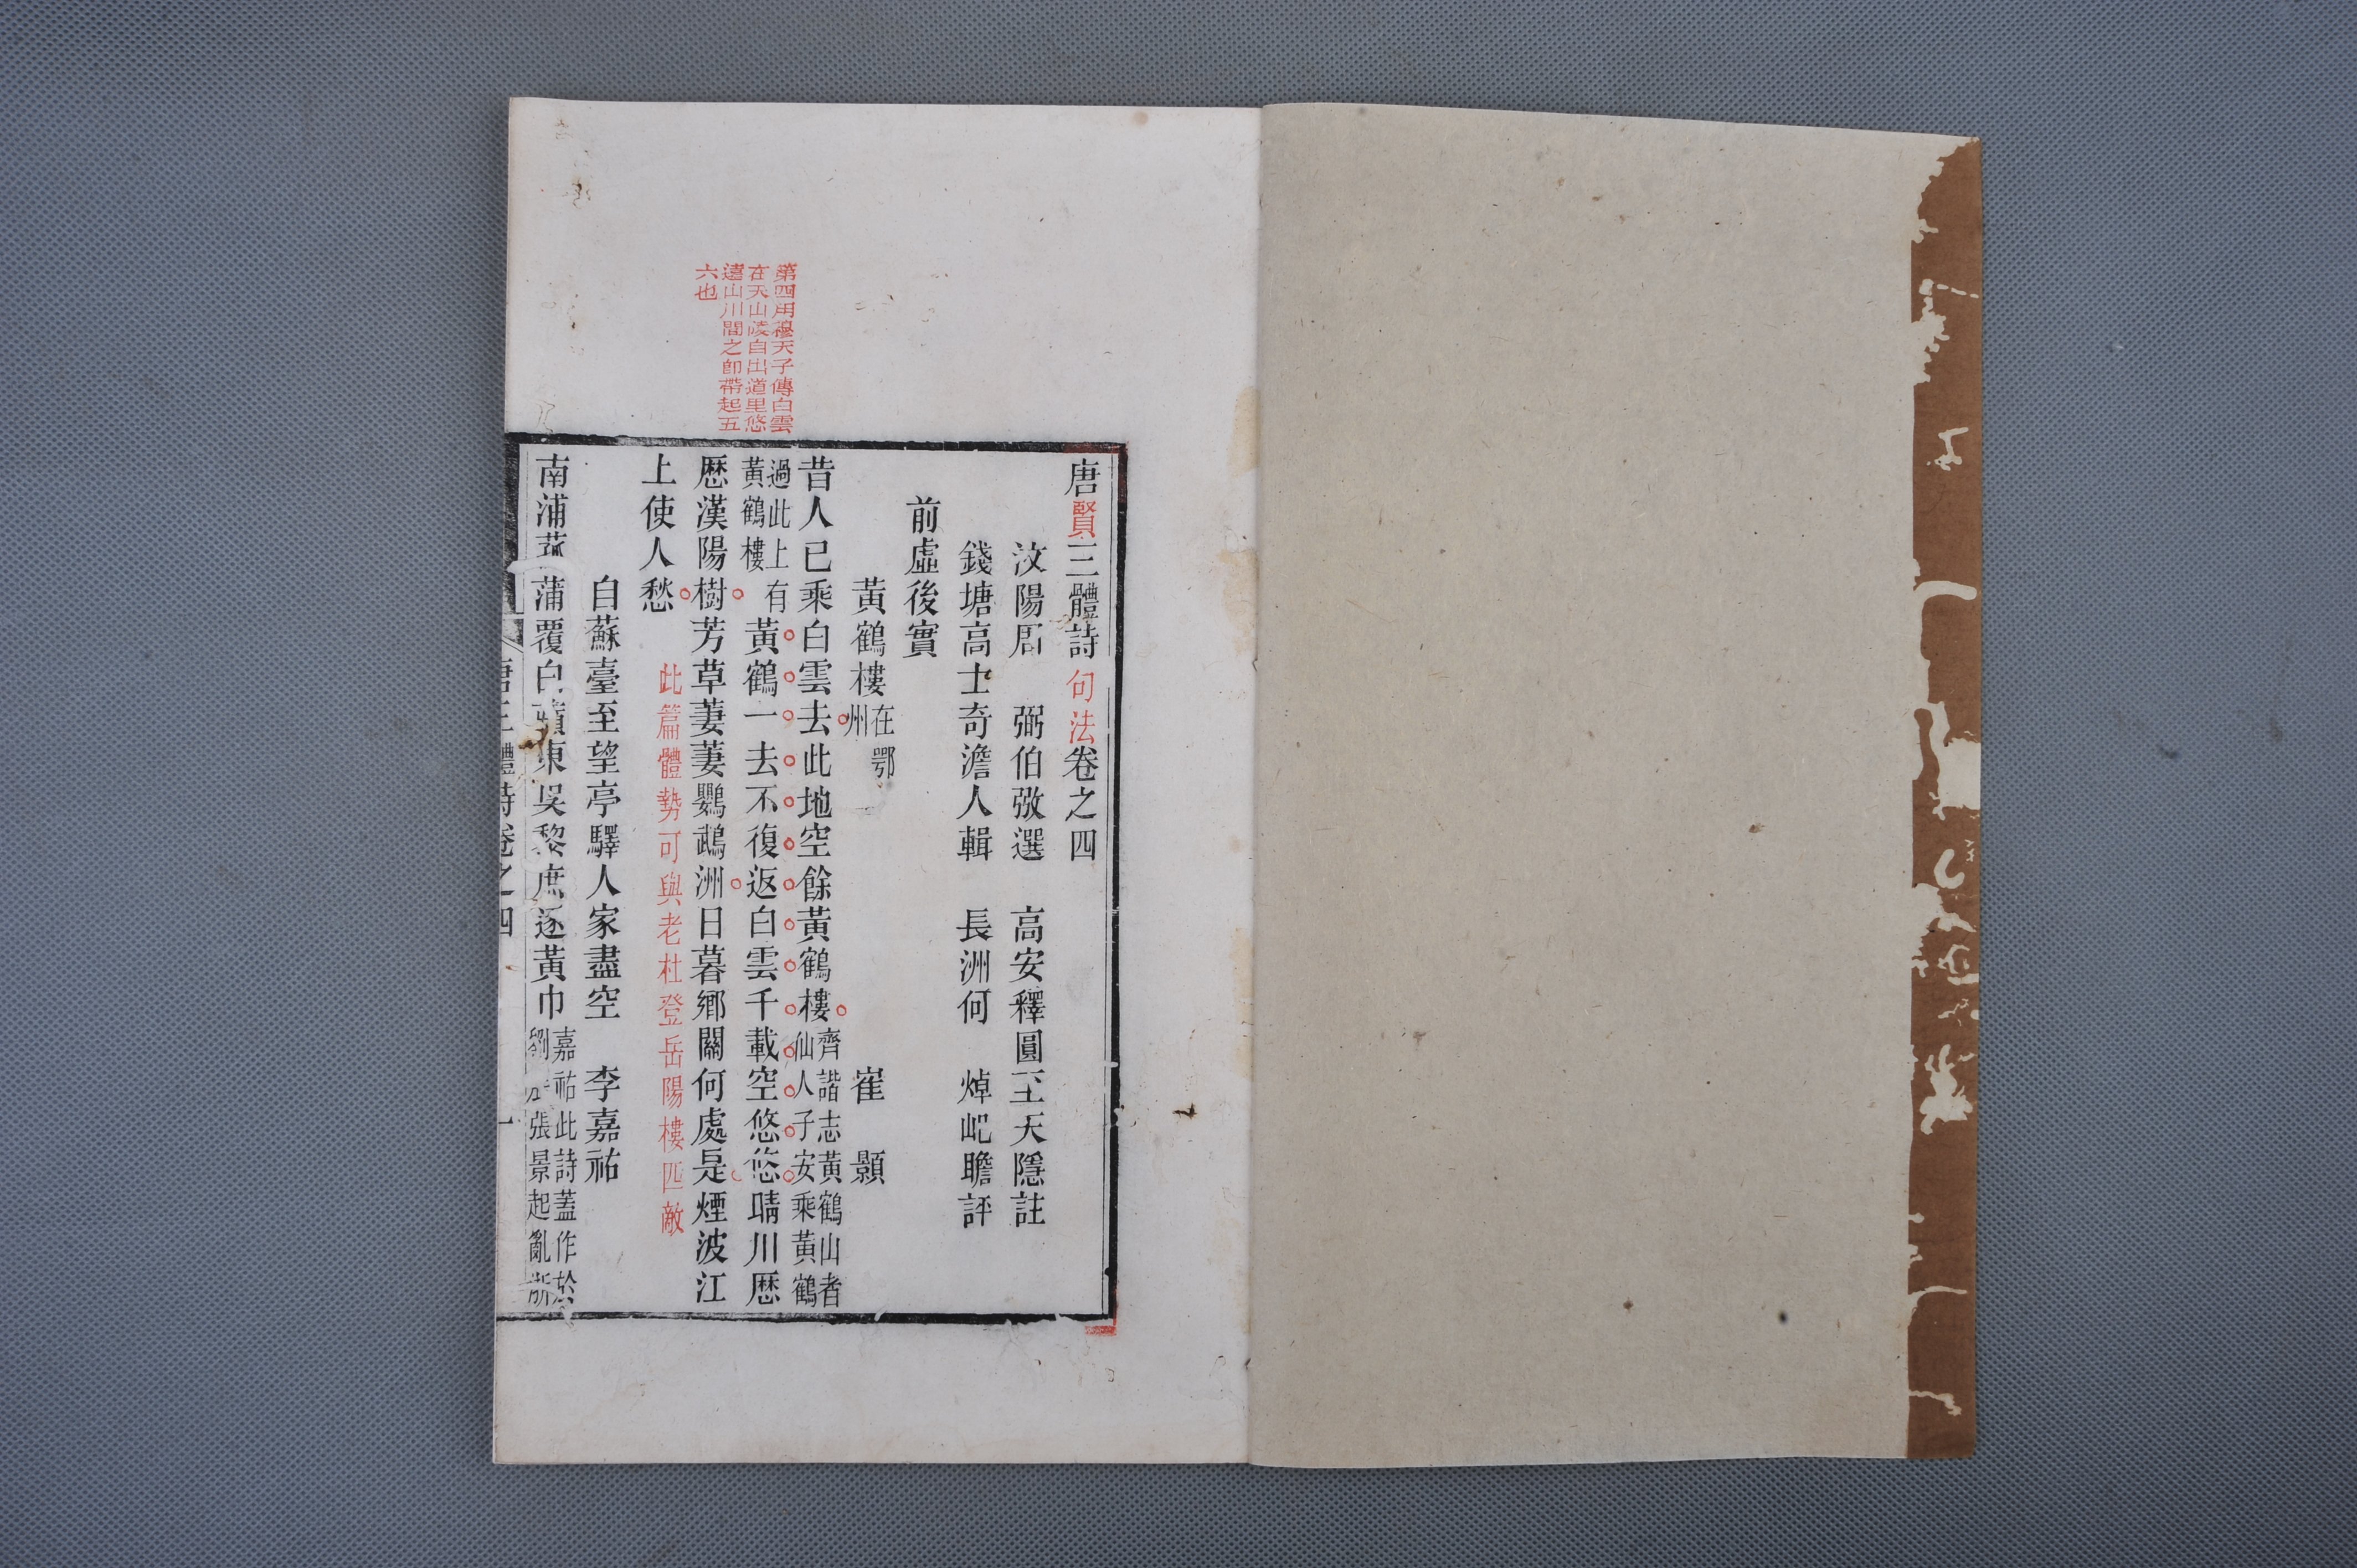 第四用穆天子傳白雲
在天山陵自出道里悠
遠山川間之卽帶起五
六也
唐賢三體詩句法卷之四
汶陽周 弼伯弜選 高安釋圓至天隱註
錢塘高士奇澹人輯 長洲何 焯屺瞻評
前虛後實
黃鶴樓在鄂州 崔 顥
昔人已乘白雲去此地空餘黃鶴樓齊諧志黃鶴山者仙人子安乘黃鶴
過此上有黃鶴樓黃鶴一去不復返白雲千載空悠悠晴川歷
歷漢陽樹芳草萋萋鸚鵡洲日暮鄉關何處是煙波江
上使人愁
此篇體勢可與老杜登岳陽樓匹敵
自蘇臺至望亭驛人家盡空 李嘉祐
南浦菰蒲覆白蘋東吳黎庶逐黃巾嘉祐此詩蓋作於劉 張景起亂所
唐三體詩卷之四 一